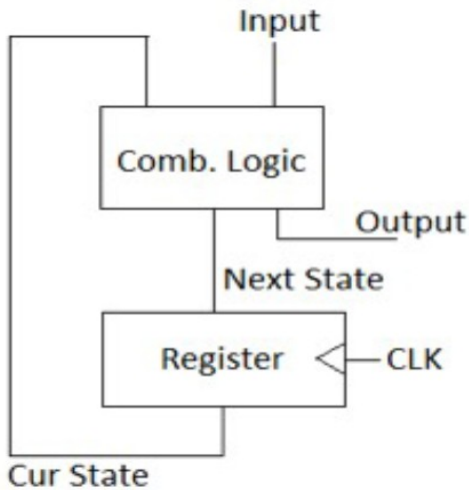 Input
Comb. Logic
Output
Next State
Register
CLK
Cur State